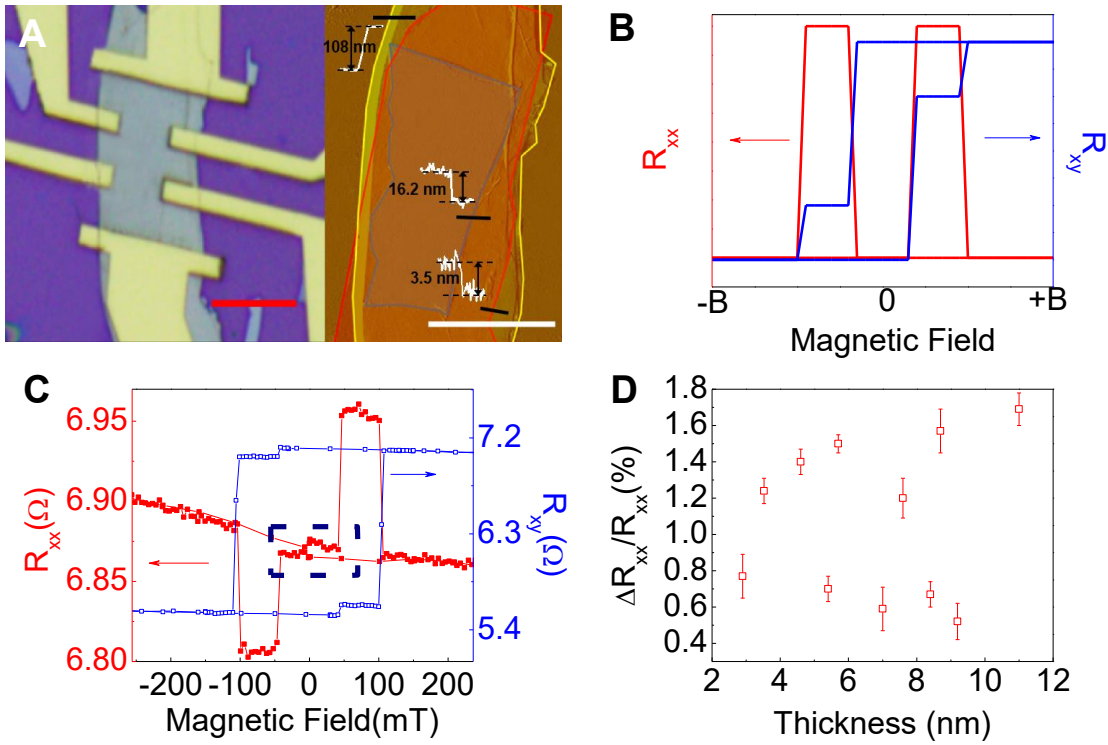 A
108 nm
16.2 nm
3.5 nm
B
Rxx
Rxy
-B
0
+B
Magnetic Field
C
6.95
6.90
6.85
6.80
Rxx(Ω)
7.2
6.3
5.4
Rxy(Ω)
-200
-100
0
100
200
Magnetic Field(mT)
D
1.8
1.6
1.4
1.2
1.0
0.8
0.6
0.4
ΔRxx/Rxx(%)
2
4
6
8
10
12
Thickness (nm)